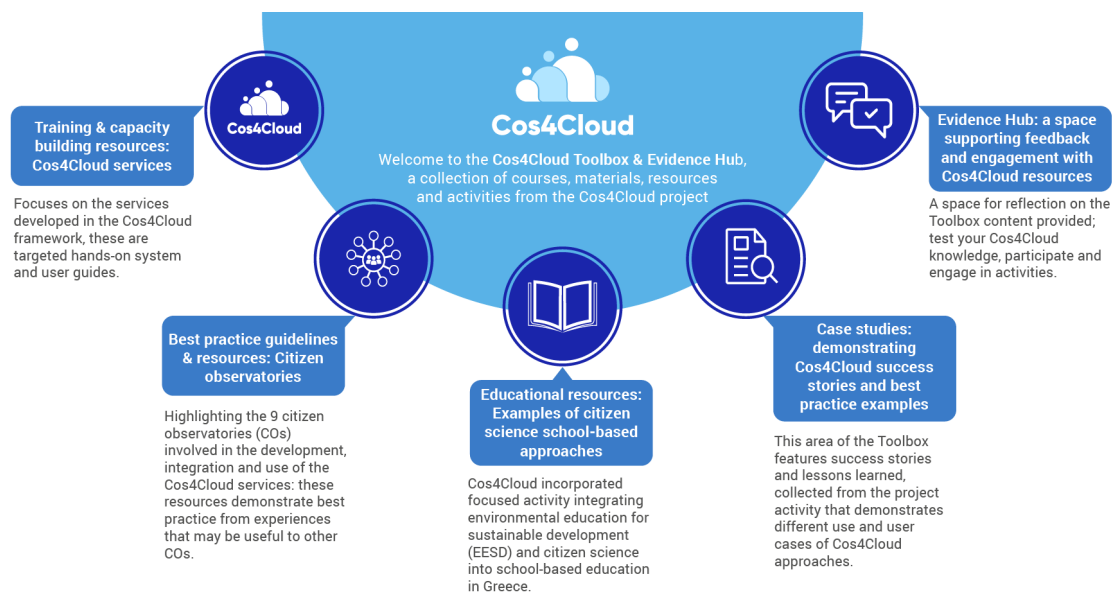 Cos4Cloud
Welcome to the Cos4Cloud Toolbox & Evidence Hub,
a collection of courses, materials, resources
and activities from the Cos4Cloud project
Cos4Cloud
Training & capacity
building resources:
Cos4Cloud services
Focuses on the services
developed in the Cos4Cloud
framework, these are
targeted hands-on system
and user guides.
Best practice guidelines
& resources: Citizen
observatories
Highlighting the 9 citizen
observatories (COs)
involved in the development,
integration and use of the
Cos4Cloud services: these
resources demonstrate best
practice from experiences
that may be useful to other
COs.
Educational resources:
Examples of citizen
science school-based
approaches
Cos4Cloud incorporated
focused activity integrating
environmental education for
sustainable development
(EESD) and citizen science
into school-based education
in Greece.
Case studies:
demonstrating
Cos4Cloud success
stories and best
practice examples
This area of the Toolbox
features success stories
and lessons learned,
collected from the project
activity that demonstrates
different use and user
cases of Cos4Cloud
approaches.
Evidence Hub: a space
supporting feedback
and engagement with
Cos4Cloud resources
A space for reflection on the
Toolbox content provided;
test your Cos4Cloud
knowledge, participate and
engage in activities.